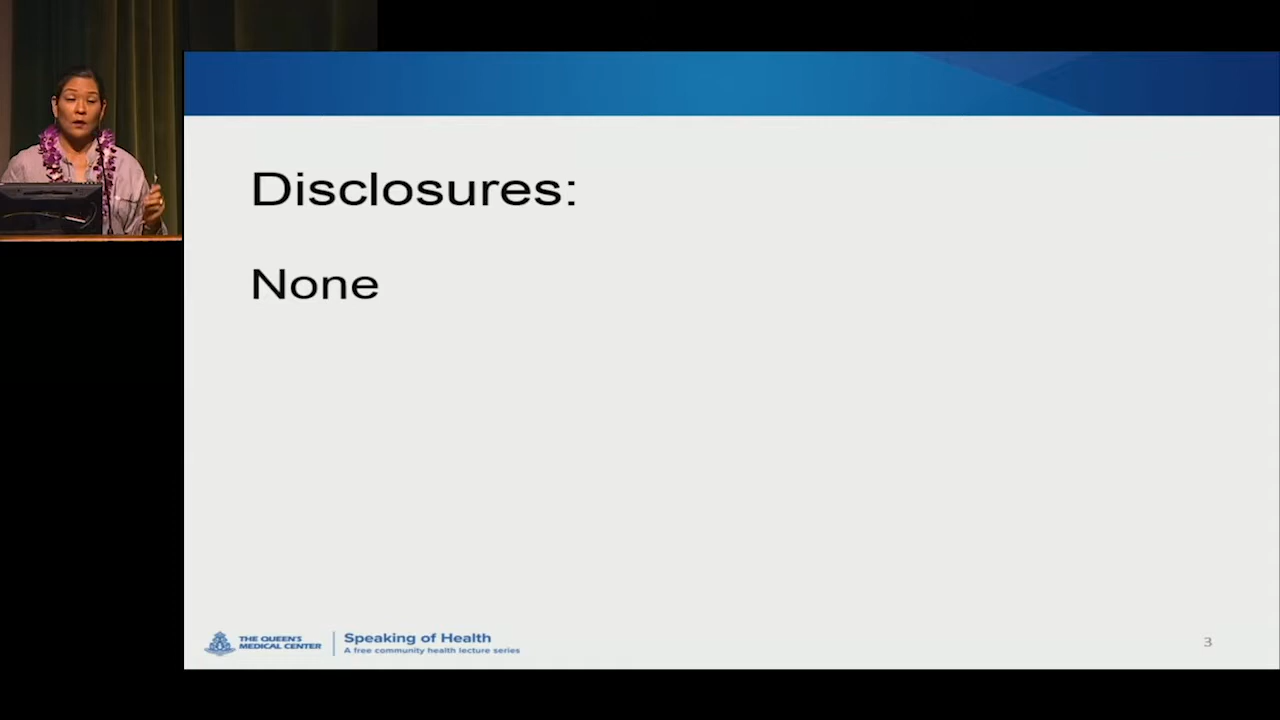 Disclosures:
None
THE QUEEN'S
MEDICAL CENTER
Speaking of Health
A free community health lecture series
3